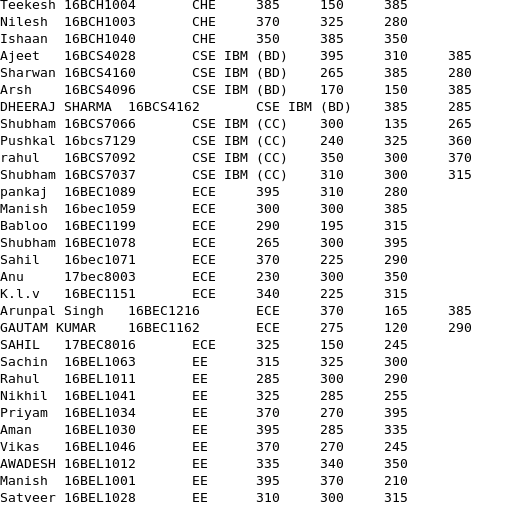 Teekesh 16BCH1004 CHE 385 150 385
Nilesh 16BCH1003 CHE 370 325 280
Ishaan 16BCH1040 CHE 350 385 350
Ajeet 16BCS4028 CSE IBM (BD) 395 310 385
Sharwan 16BCS4160 CSE IBM (BD) 265 385 280
Arsh 16BCS4096 CSE IBM (BD) 170 150 385
DHEERAJ SHARMA 16BCS4162 CSE IBM (BD) 385 285
Shubham 16BCS7066 CSE IBM (CC) 300 135 265
Pushkal 16bcs7129 CSE IBM (CC) 240 325 360
rahul 16BCS7092 CSE IBM (CC) 350 300 370
Shubham 16BCS7037 CSE IBM (CC) 310 300 315
pankaj 16BEC1089 ECE 395 310 280
Manish 16bec1059 ECE 300 300 385
Babloo 16BEC1199 ECE 290 195 315
Shubham 16BEC1078 ECE 265 300 395
Sahil 16bec1071 ECE 370 225 290
Anu 17bec8003 ECE 230 300 350
K.l.v 16BEC1151 ECE 340 225 315
Arunpal Singh 16BEC1216 ECE 370 165 385
GAUTAM KUMAR 16BEC1162 ECE 275 120 290
SAHIL 17BEC8016 ECE 325 150 245
Sachin 16BEL1063 EE 315 325 300
Rahul 16BEL1011 EE 285 300 290
Nikhil 16BEL1041 EE 325 285 255
Priyam 16BEL1034 EE 370 270 395
Aman 16BEL1030 EE 395 285 335
Vikas 16BEL1046 EE 370 270 245
AWADESH 16BEL1012 EE 335 340 350
Manish 16BEL1001 EE 395 370 210
Satveer 16BEL1028 EE 310 300 315